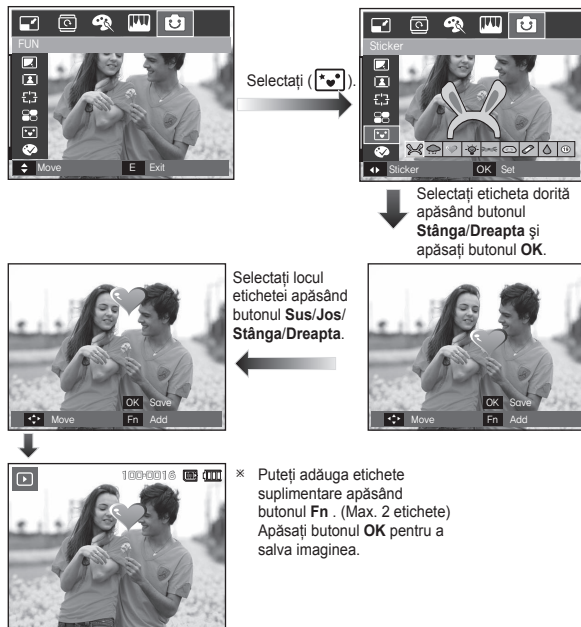 FUN
Move E Exit
Selectați ( ).
Sticker
Sticker OK Set
Selectați eticheta dorită
apăsând butonul
Stânga/Dreapta și
apăsați butonul OK.
OK Save
Move Fn Add
Selectați locul
etichetei apăsând
butonul Sus/Jos/
Stânga/Dreapta.
OK Save
Move Fn Add
100-0016
※ Puteți adăuga etichete
suplimentare apăsând
butonul Fn . (Max. 2 etichete)
Apăsați butonul OK pentru a
salva imaginea.